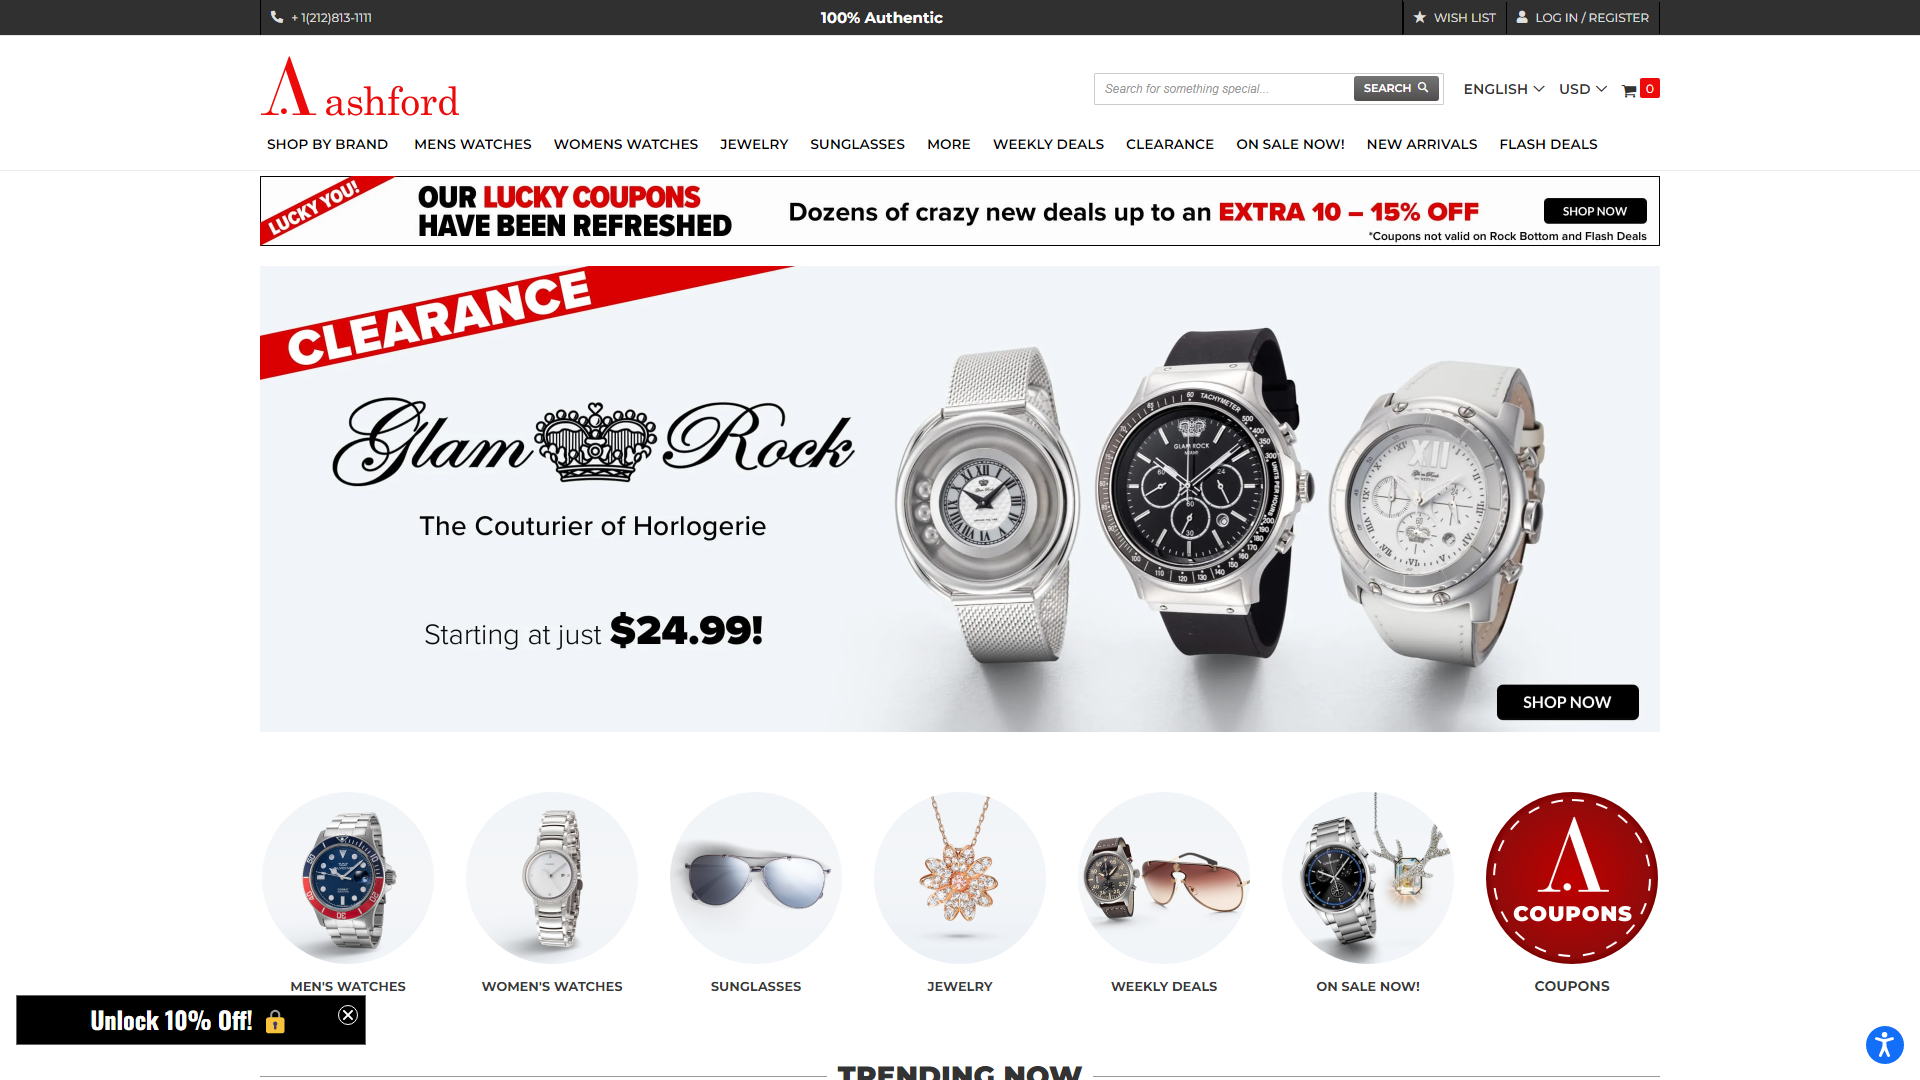 + 1(212)813-1111
100% Authentic
WISH LIST
LOG IN / REGISTER
ashford
Search for something special...
SEARCH
ENGLISH
USD
0
SHOP BY BRAND
MENS WATCHES
WOMENS WATCHES
JEWELRY
SUNGLASSES
MORE
WEEKLY DEALS
CLEARANCE
ON SALE NOW!
NEW ARRIVALS
FLASH DEALS
LUCKY YOU!
OUR LUCKY COUPONS
HAVE BEEN REFRESHED
Dozens of crazy new deals up to an EXTRA 10 – 15% OFF
SHOP NOW
*Coupons not valid on Rock Bottom and Flash Deals
CLEARANCE
Glam Rock
The Couturier of Horlogerie
Starting at just $24.99!
TACHYMETER
GLAM ROCK
MIAMI
SHOP NOW
COUPONS
MEN'S WATCHES
WOMEN'S WATCHES
SUNGLASSES
JEWELRY
WEEKLY DEALS
ON SALE NOW!
COUPONS
Unlock 10% Off!
TRENDING NOW